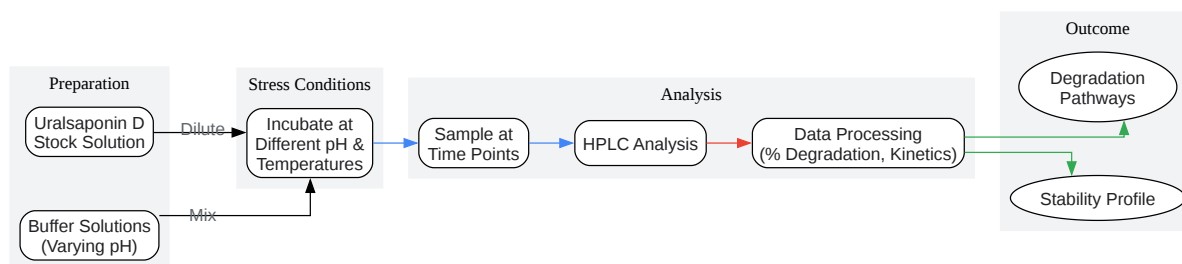 Preparation
Uralsaponin D
Stock Solution
Dilute
Buffer Solutions
(Varying pH)
Mix
Stress Conditions
Incubate at
Different pH &
Temperatures
Analysis
Sample at
Time Points
HPLC Analysis
Data Processing
(% Degradation, Kinetics)
Outcome
Degradation
Pathways
Stability Profile